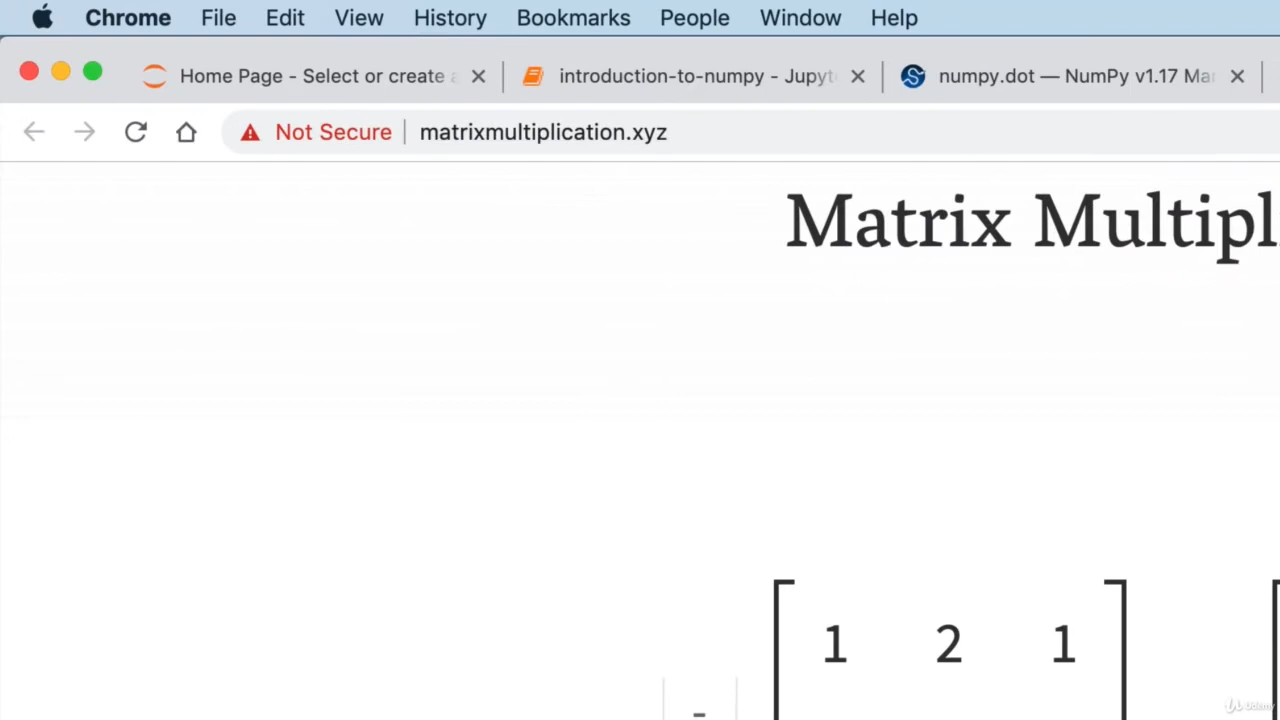 Chrome File Edit View History Bookmarks People Window Help
Home Page - Select or create a introduction-to-numpy - Jupyt numpy.dot — NumPy v1.17 Ma
Not Secure matrixmultiplication.xyz
Matrix Multipl
1 2 1
-
Udemy